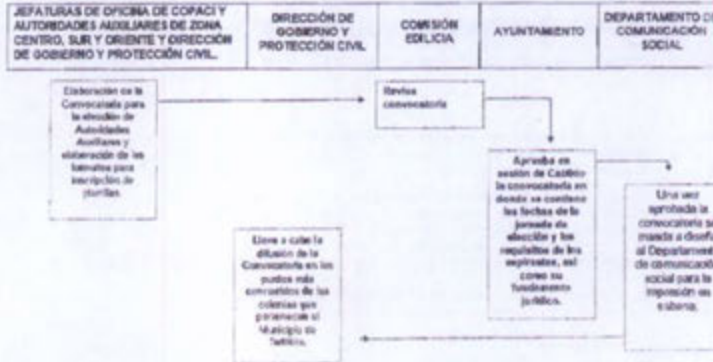 JEFATURAS DE OFICINA DE COPACI Y
AUTORIDADES AUXILIARES DE ZONA
CENTRO, SUR Y ORIENTE Y DIRECCIÓN
DE GOBIERNO Y PROTECCIÓN CIVIL.
DIRECCIÓN DE
GOBIERNO Y
PROTECCIÓN CIVIL
COMISIÓN
EDILICIA
AYUNTAMIENTO
DEPARTAMENTO DE
COMUNICACIÓN
SOCIAL
Elaboración de la
Convocatoria para
la elección de
Autoridades
Auxiliares y
elaboración de los
formatos para
inscripción de
planillas.
Revisa
convocatoria
Aprueba en
sesión de Cabildo
la convocatoria en
donde se contiene
las fechas de la
jornada de
elección y los
requisitos de los
aspirantes, así
como su
fundamento
jurídico.
Una vez
aprobada la
convocatoria se
manda a diseña
al Departament
de comunicació
social para la
impresión en
Lleva a cabo la
difusión de la
Convocatoria en los
puntos más
concurridos de las
colonias que
pertenecen al
Municipio de